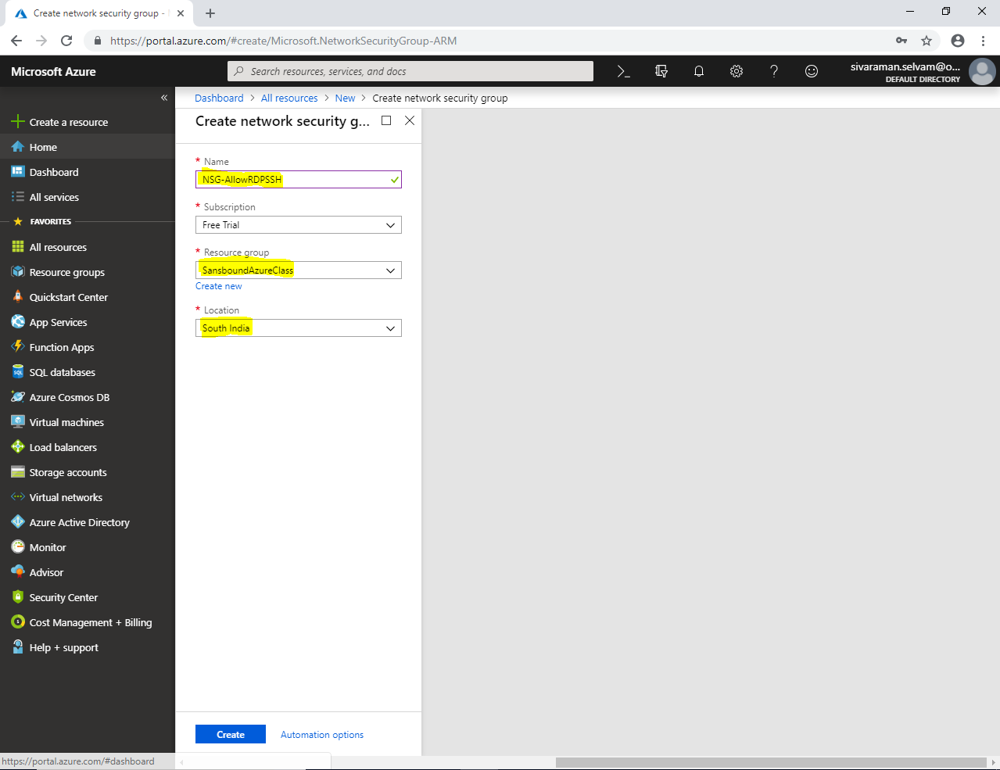 Create network security group -
https://portal.azure.com/#create/Microsoft.NetworkSecurityGroup-ARM
Microsoft Azure
Search resources, services, and docs
sivaraman.selvam@o...
DEFAULT DIRECTORY
Dashboard > All resources > New > Create network security group
Create a resource
Home
Dashboard
All services
FAVORITES
All resources
Resource groups
Quickstart Center
App Services
Function Apps
SQL databases
Azure Cosmos DB
Virtual machines
Load balancers
Storage accounts
Virtual networks
Azure Active Directory
Monitor
Advisor
Security Center
Cost Management + Billing
Help + support
Create network security g...
* Name
NSG-AllowRDPSSH
* Subscription
Free Trial
* Resource group
SansboundAzureClass
Create new
* Location
South India
Create
Automation options
https://portal.azure.com/#dashboard